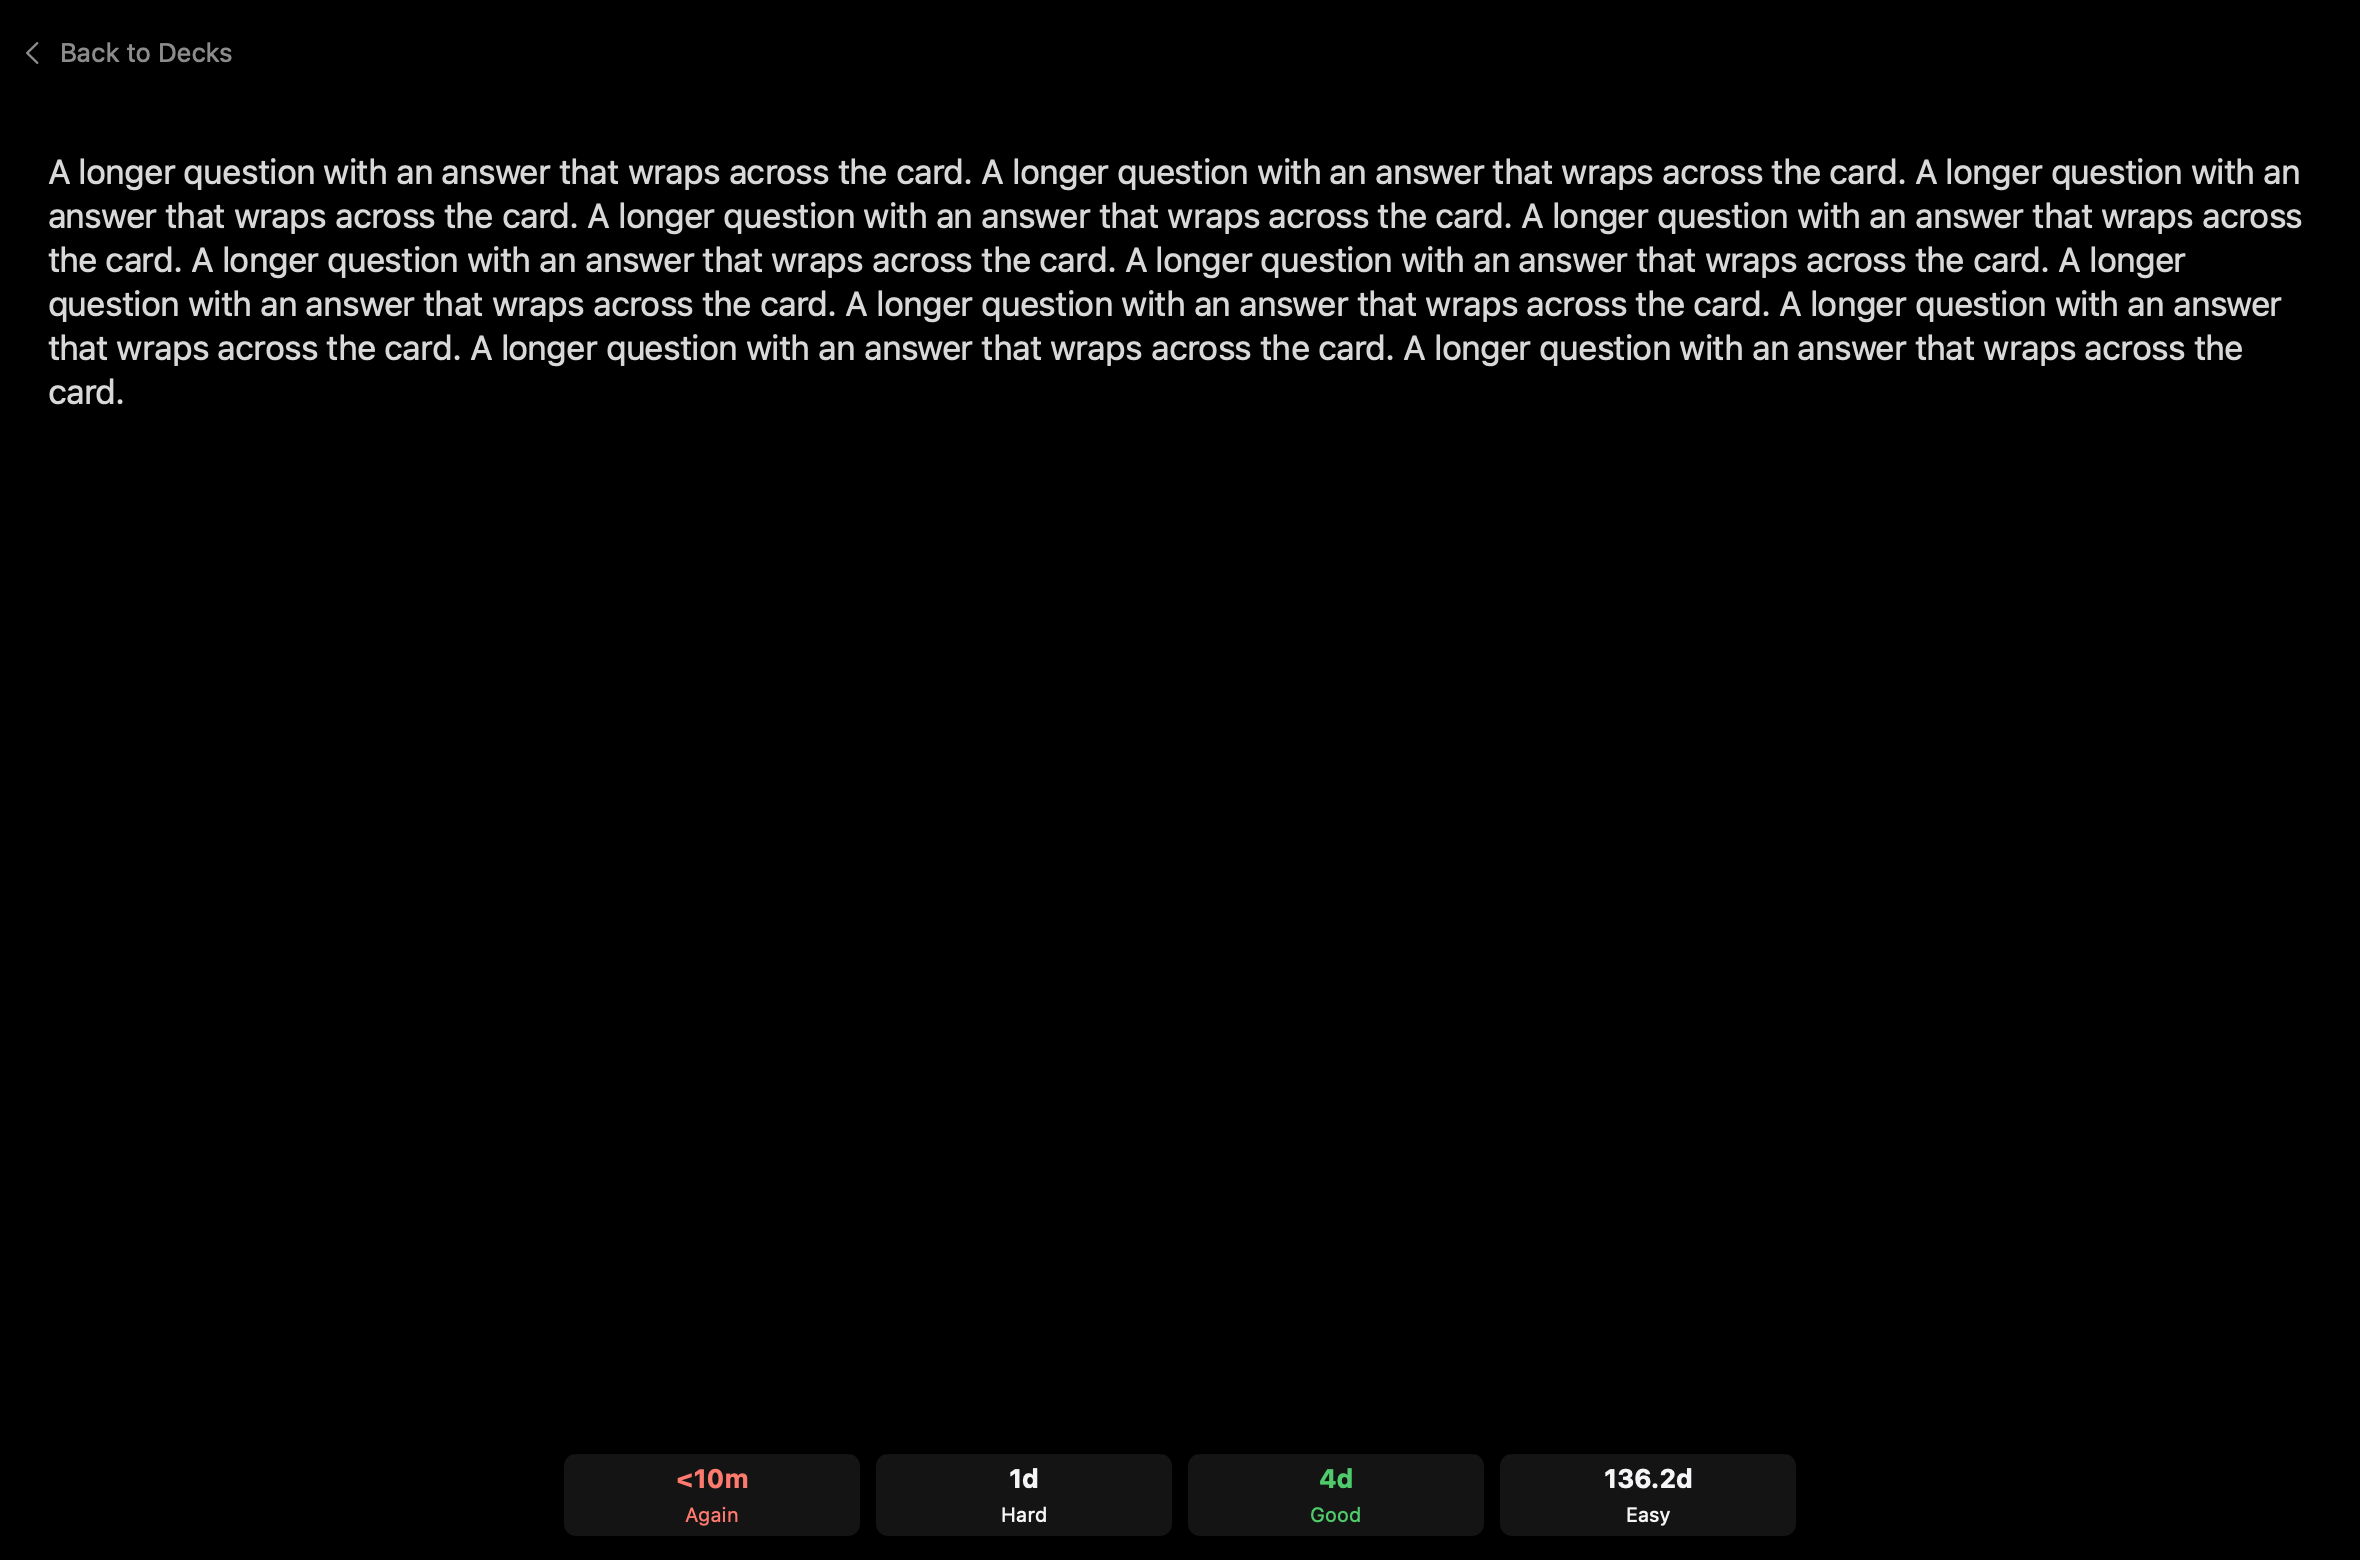 Back to Decks
A longer question with an answer that wraps across the card. A longer question with an answer that wraps across the card. A longer question with an
answer that wraps across the card. A longer question with an answer that wraps across the card. A longer question with an answer that wraps across
the card. A longer question with an answer that wraps across the card. A longer question with an answer that wraps across the card. A longer
question with an answer that wraps across the card. A longer question with an answer that wraps across the card. A longer question with an answer
that wraps across the card. A longer question with an answer that wraps across the card. A longer question with an answer that wraps across the
card.
<10m
Again
1d
Hard
4d
Good
136.2d
Easy